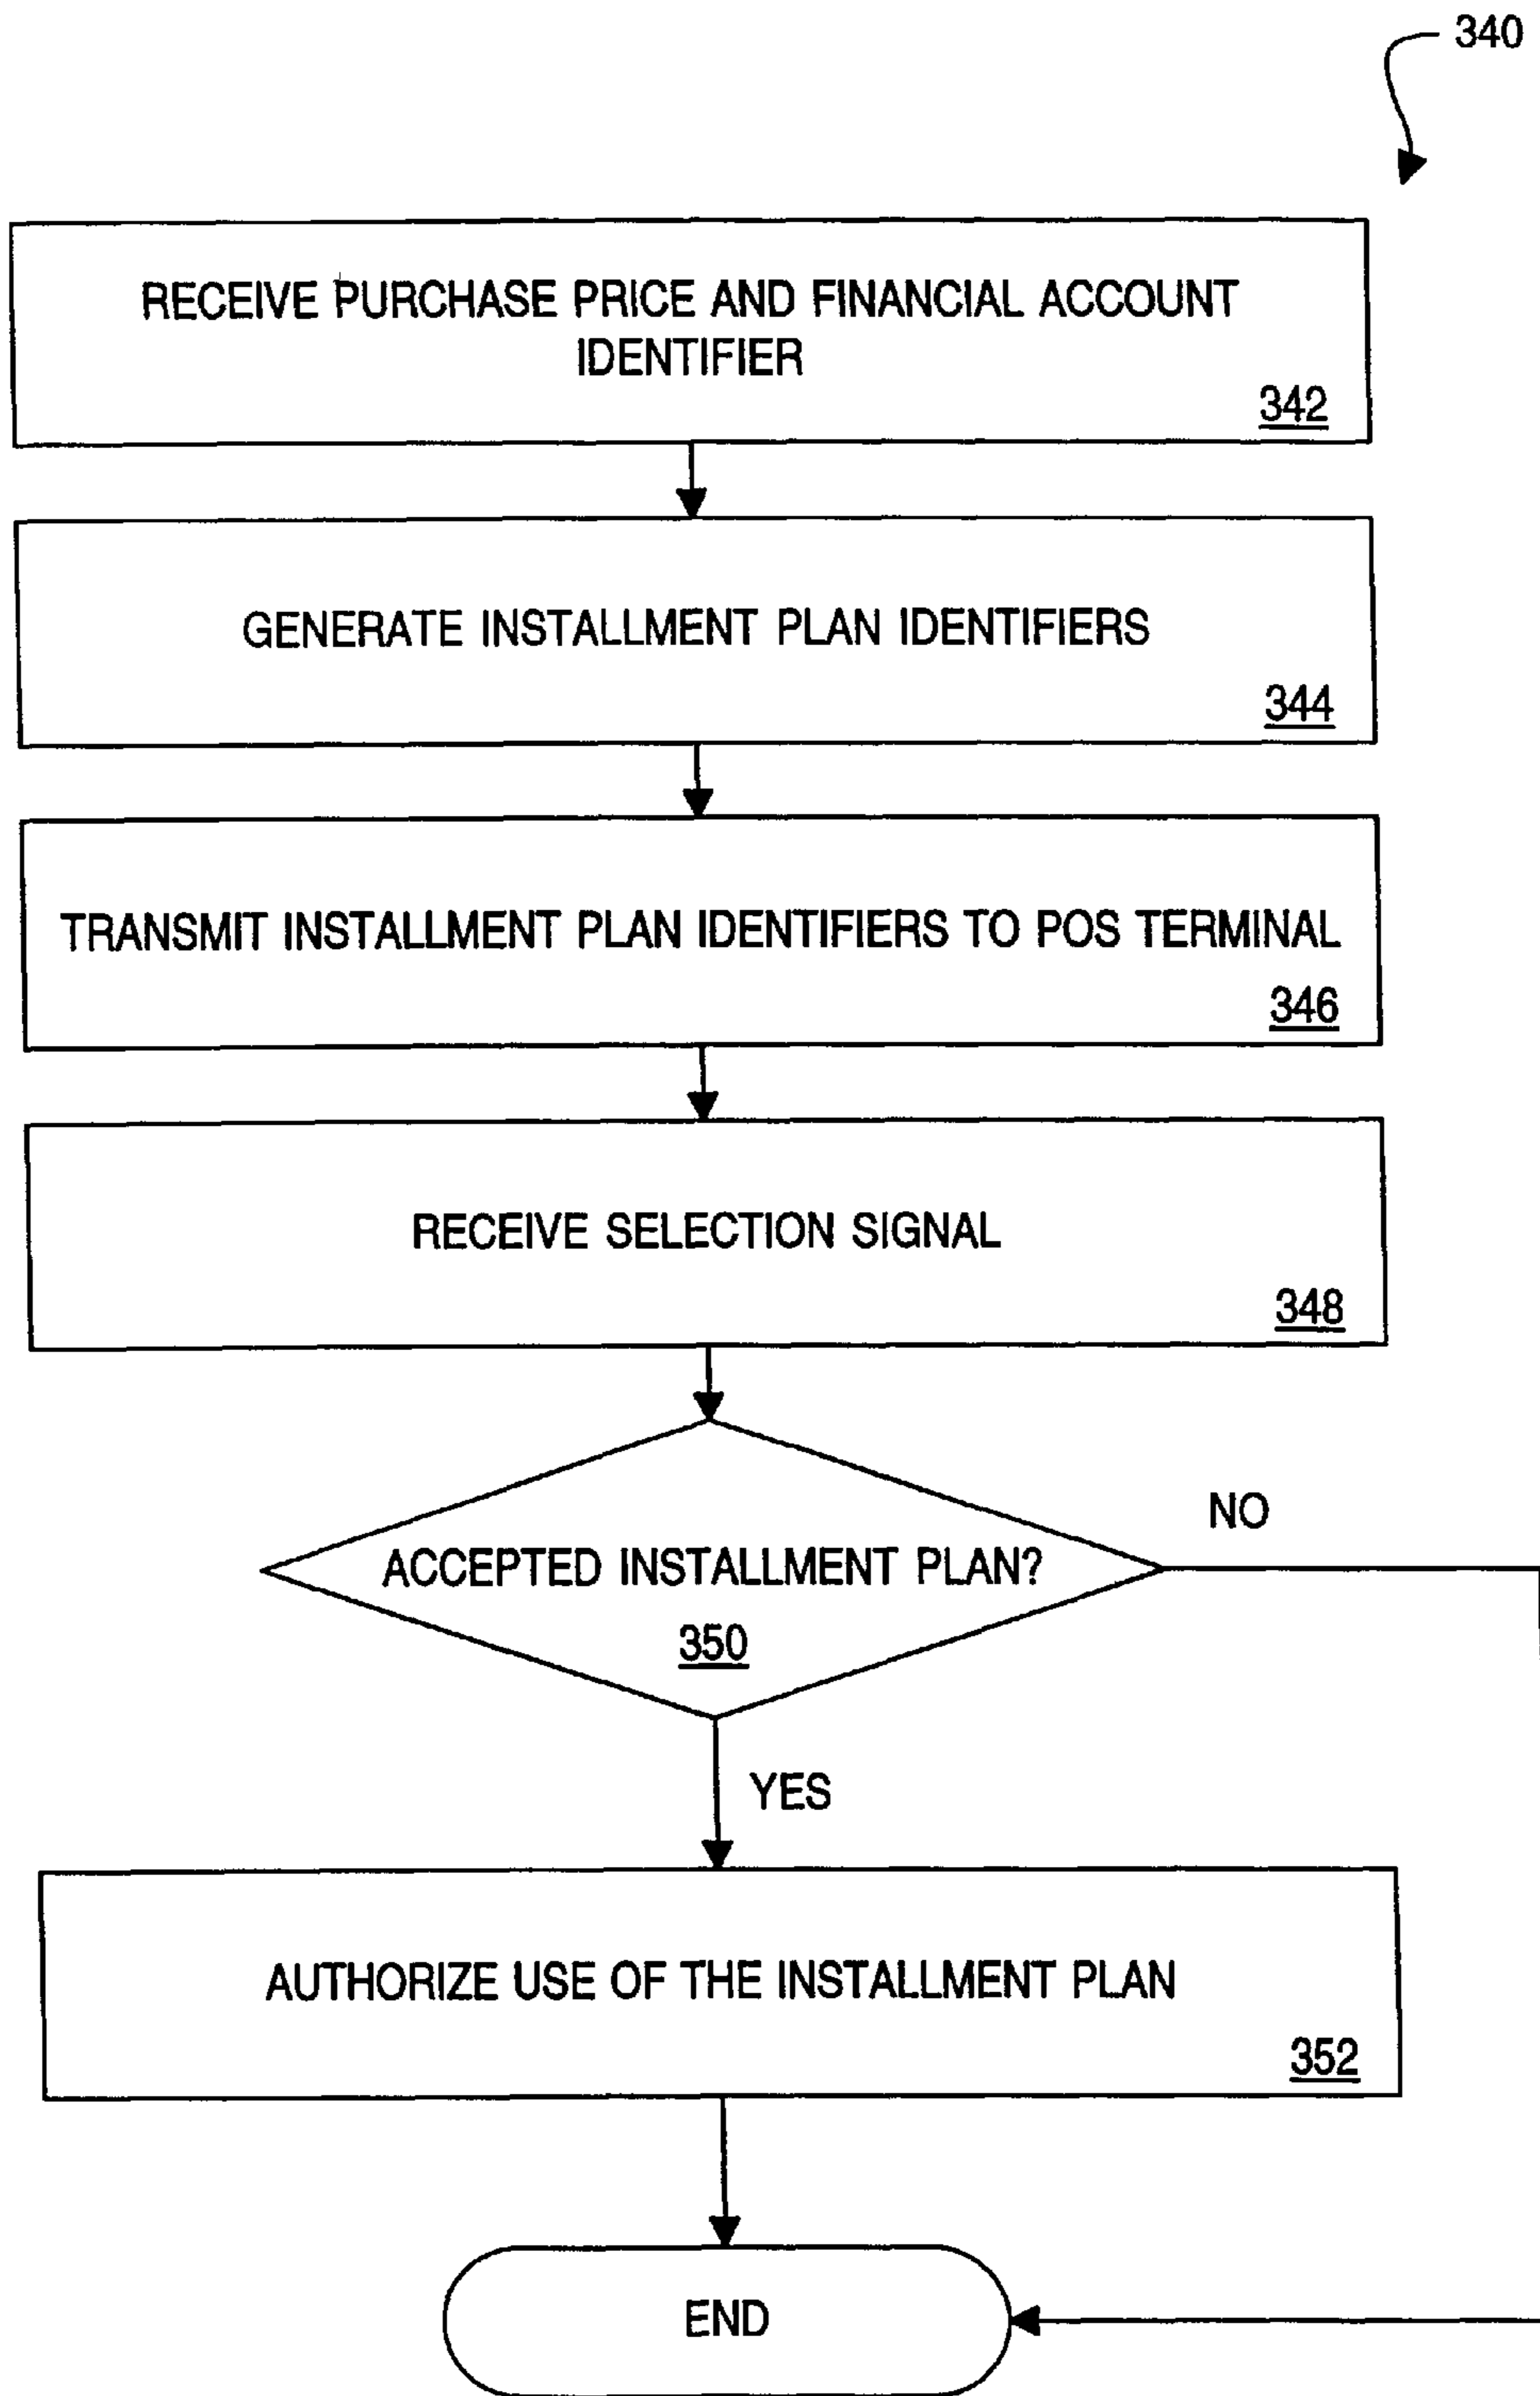 340
RECEIVE PURCHASE PRICE AND FINANCIAL ACCOUNT
IDENTIFIER
342
GENERATE INSTALLMENT PLAN IDENTIFIERS
344
TRANSMIT INSTALLMENT PLAN IDENTIFIERS TO POS TERMINAL
346
RECEIVE SELECTION SIGNAL
348
NO
ACCEPTED INSTALLMENT PLAN?
350
YES
AUTHORIZE USE OF THE INSTALLMENT PLAN
352
END